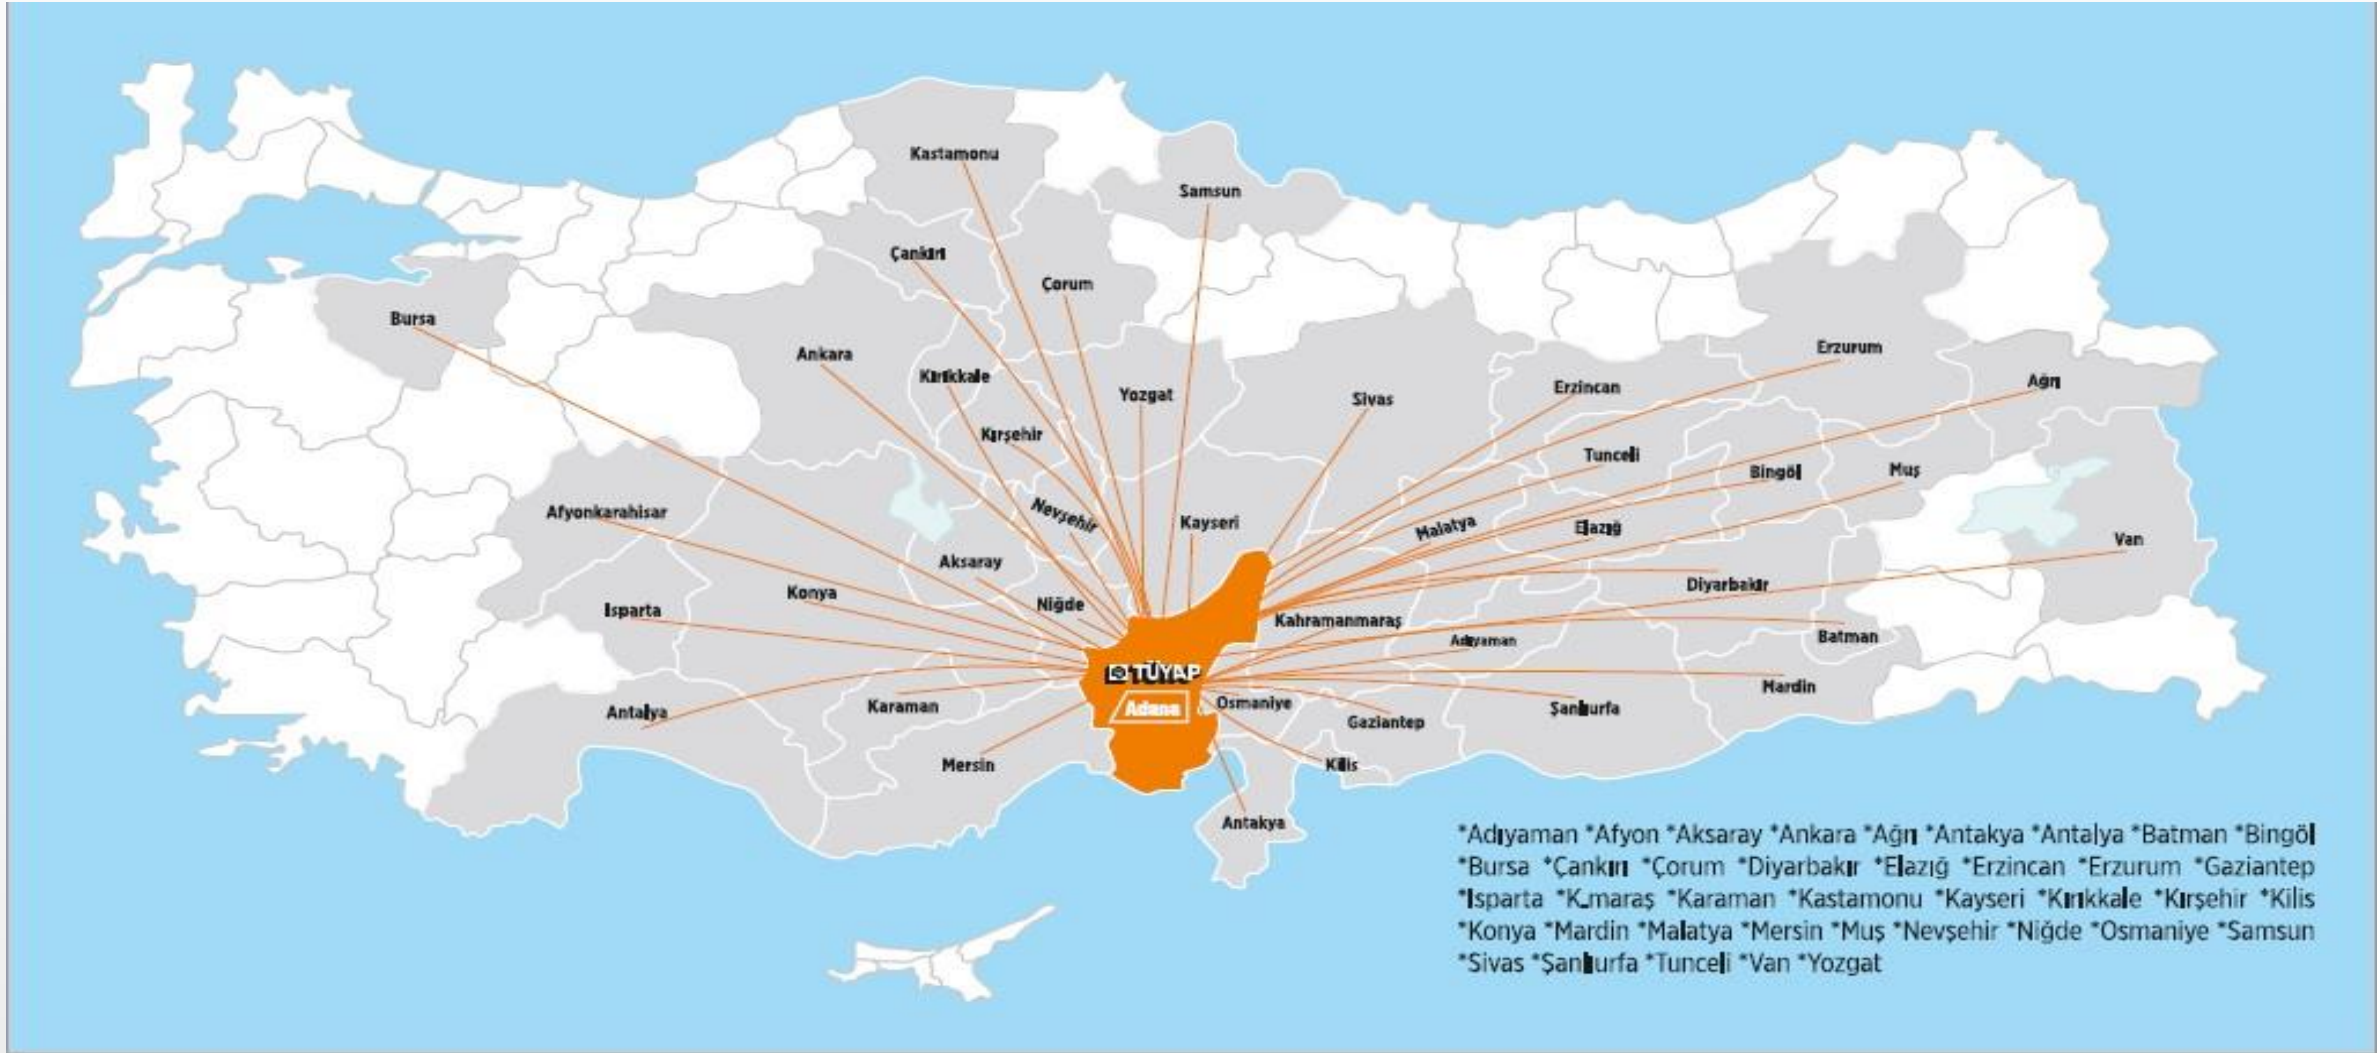 Kastamonu
Samsun
Çankırı
Çorum
Bursa
Ankara
Kırıkkale
Yozgat
Sivas
Erzincan
Erzurum
Ağrı
Kırşehir
Tunceli
Bingöl
Muş
Afyonkarahisar
Nevşehir
Kayseri
Malatya
Elazığ
Van
Aksaray
Konya
Niğde
Diyarbakır
Isparta
Kahramanmaraş
Adıyaman
Batman
TÜYAP
Adana
Mardin
Antalya
Karaman
Osmaniye
Gaziantep
Şanlıurfa
Mersin
Kilis
Antakya
*Adıyaman *Afyon *Aksaray *Ankara *Ağrı *Antakya *Antalya *Batman *Bingöl
*Bursa *Çankırı *Çorum *Diyarbakır *Elazığ *Erzincan *Erzurum *Gaziantep
*Isparta *K.maraş *Karaman *Kastamonu *Kayseri *Kırıkkale *Kırşehir *Kilis
*Konya *Mardin *Malatya *Mersin *Muş *Nevşehir *Niğde *Osmaniye *Samsun
*Sivas *Şanlıurfa *Tunceli *Van *Yozgat